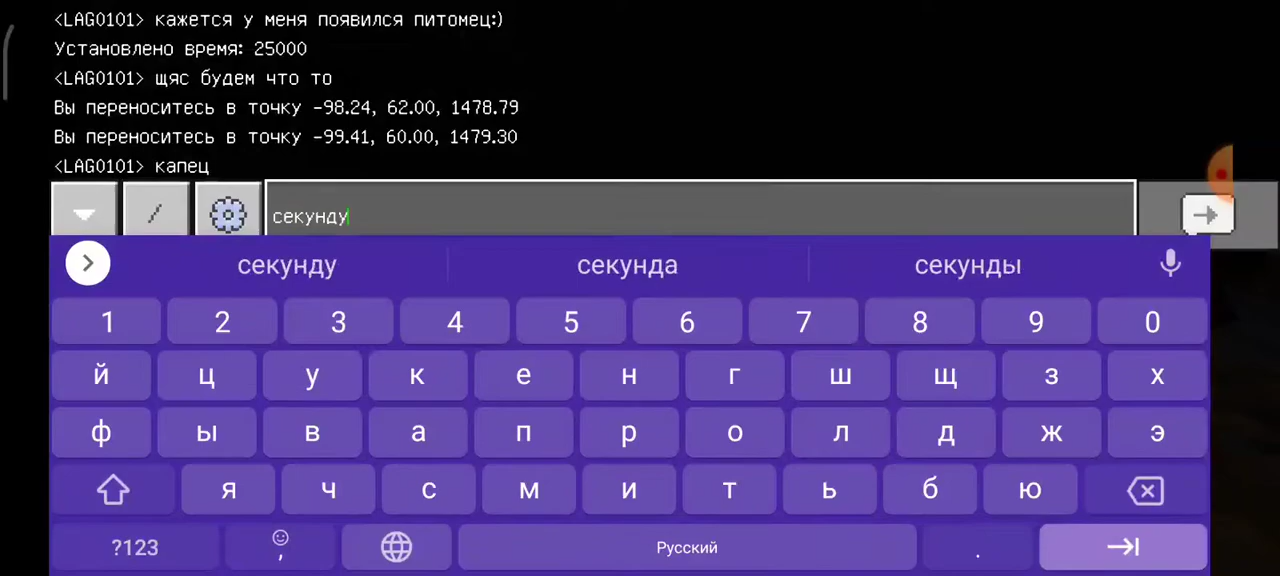 <LAG0101> кажется у меня появился питомец:)
Установлено время: 25000
<LAG0101> щяс будем что то
Вы переноситесь в точку -98.24, 62.00, 1478.79
Вы переноситесь в точку -99.41, 60.00, 1479.30
<LAG0101> капец
/ секунду
секунду секунда секунды
1 2 3 4 5 6 7 8 9 0
й ц у к е н г ш щ з х
ф ы в а п р о л д ж э
я ч с м и т ь б ю
?123 , Русский .